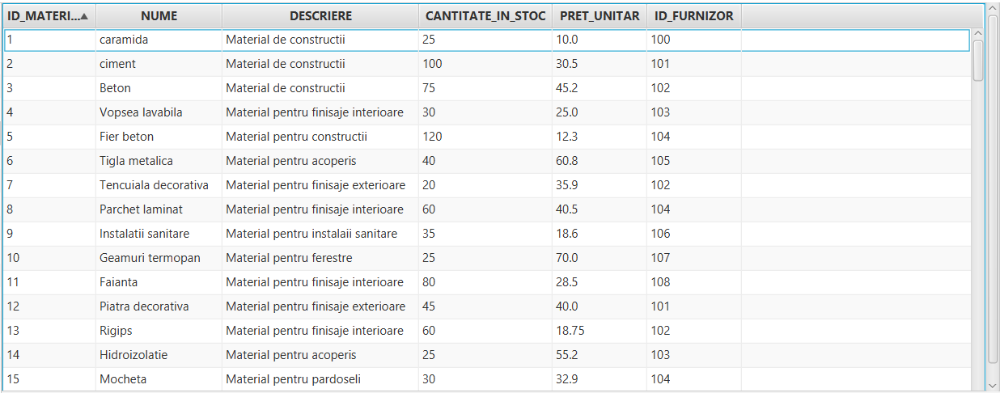 ID_MATERI... NUME DESCRIERE CANTITATE_IN_STOC PRET_UNITAR ID_FURNIZOR
1 caramida Material de constructii 25 10.0 100
2 ciment Material de constructii 100 30.5 101
3 Beton Material de constructii 75 45.2 102
4 Vopsea lavabila Material pentru finisaje interioare 30 25.0 103
5 Fier beton Material pentru constructii 120 12.3 104
6 Tigla metalica Material pentru acoperis 40 60.8 105
7 Tencuiala decorativa Material pentru finisaje exterioare 20 35.9 102
8 Parchet laminat Material pentru finisaje interioare 60 40.5 104
9 Instalatii sanitare Material pentru instalaii sanitare 35 18.6 106
10 Geamuri termopan Material pentru ferestre 25 70.0 107
11 Faianta Material pentru finisaje interioare 80 28.5 108
12 Piatra decorativa Material pentru finisaje exterioare 45 40.0 101
13 Rigips Material pentru finisaje interioare 60 18.75 102
14 Hidroizolatie Material pentru acoperis 25 55.2 103
15 Mocheta Material pentru pardoseli 30 32.9 104